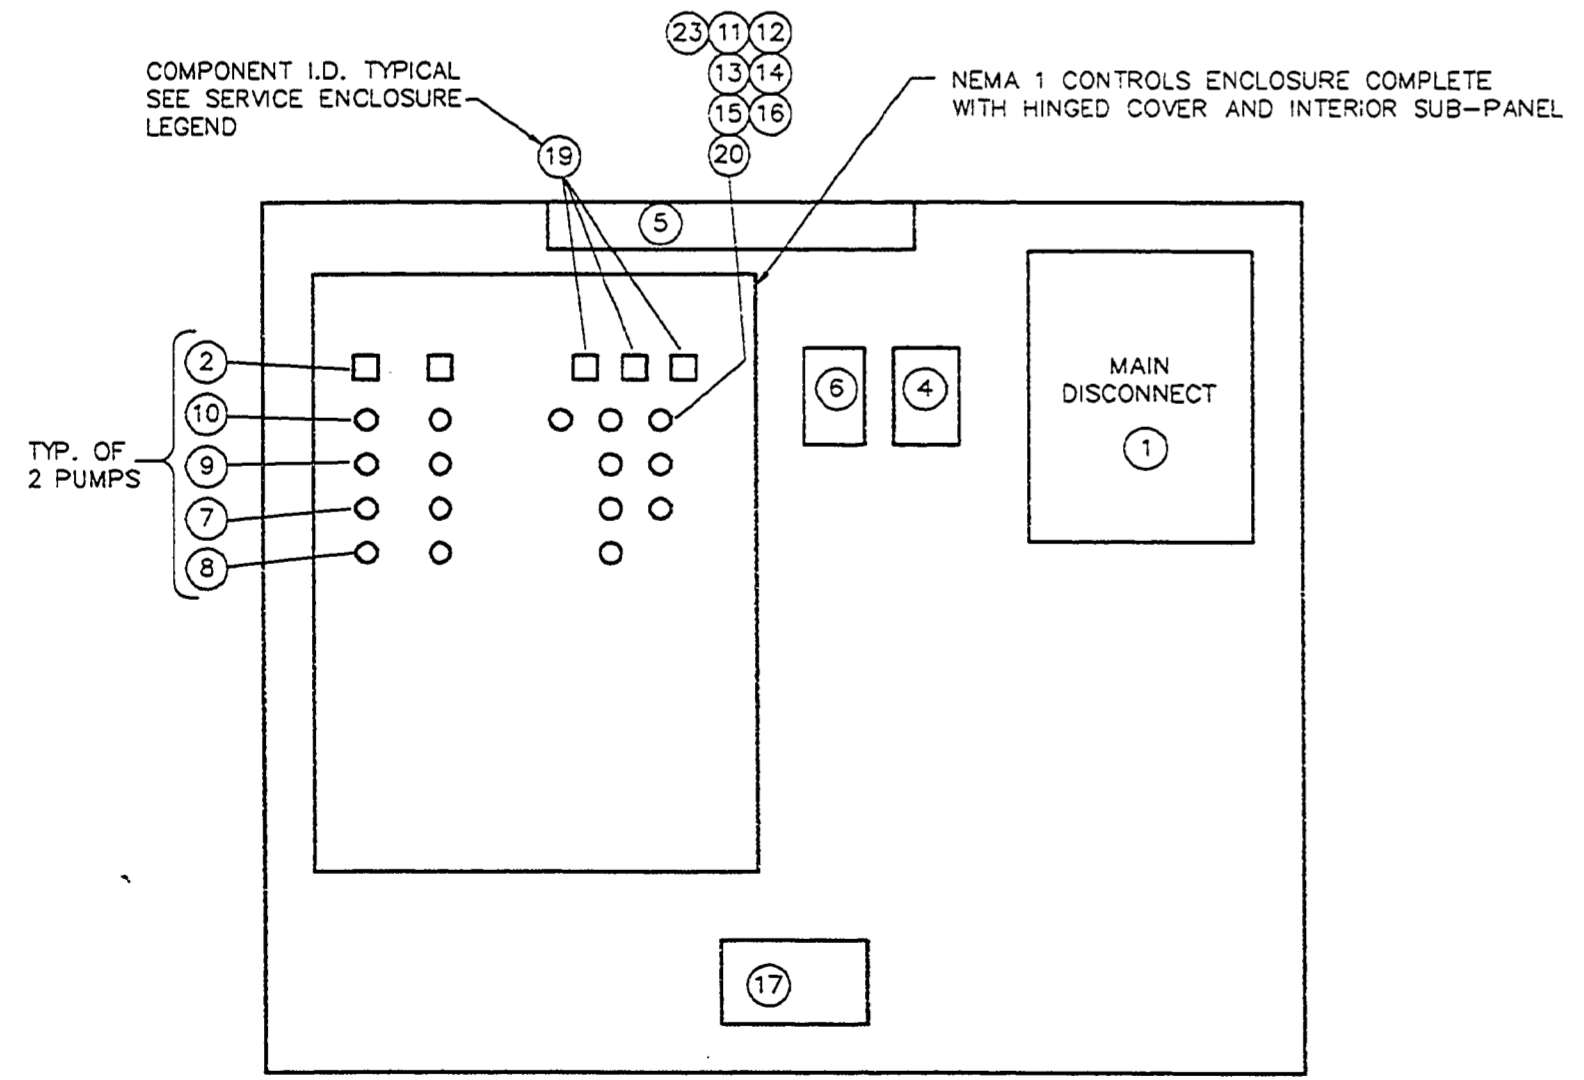 23 11 12
COMPONENT I.D. TYPICAL
SEE SERVICE ENCLOSURE
LEGEND
13 14
NEMA 1 CONTROLS ENCLOSURE COMPLETE
WITH HINGED COVER AND INTERIOR SUB-PANEL
15 16
19
20
5
2
10
9
7
8
TYP. OF
2 PUMPS
6
4
MAIN
DISCONNECT
1
17